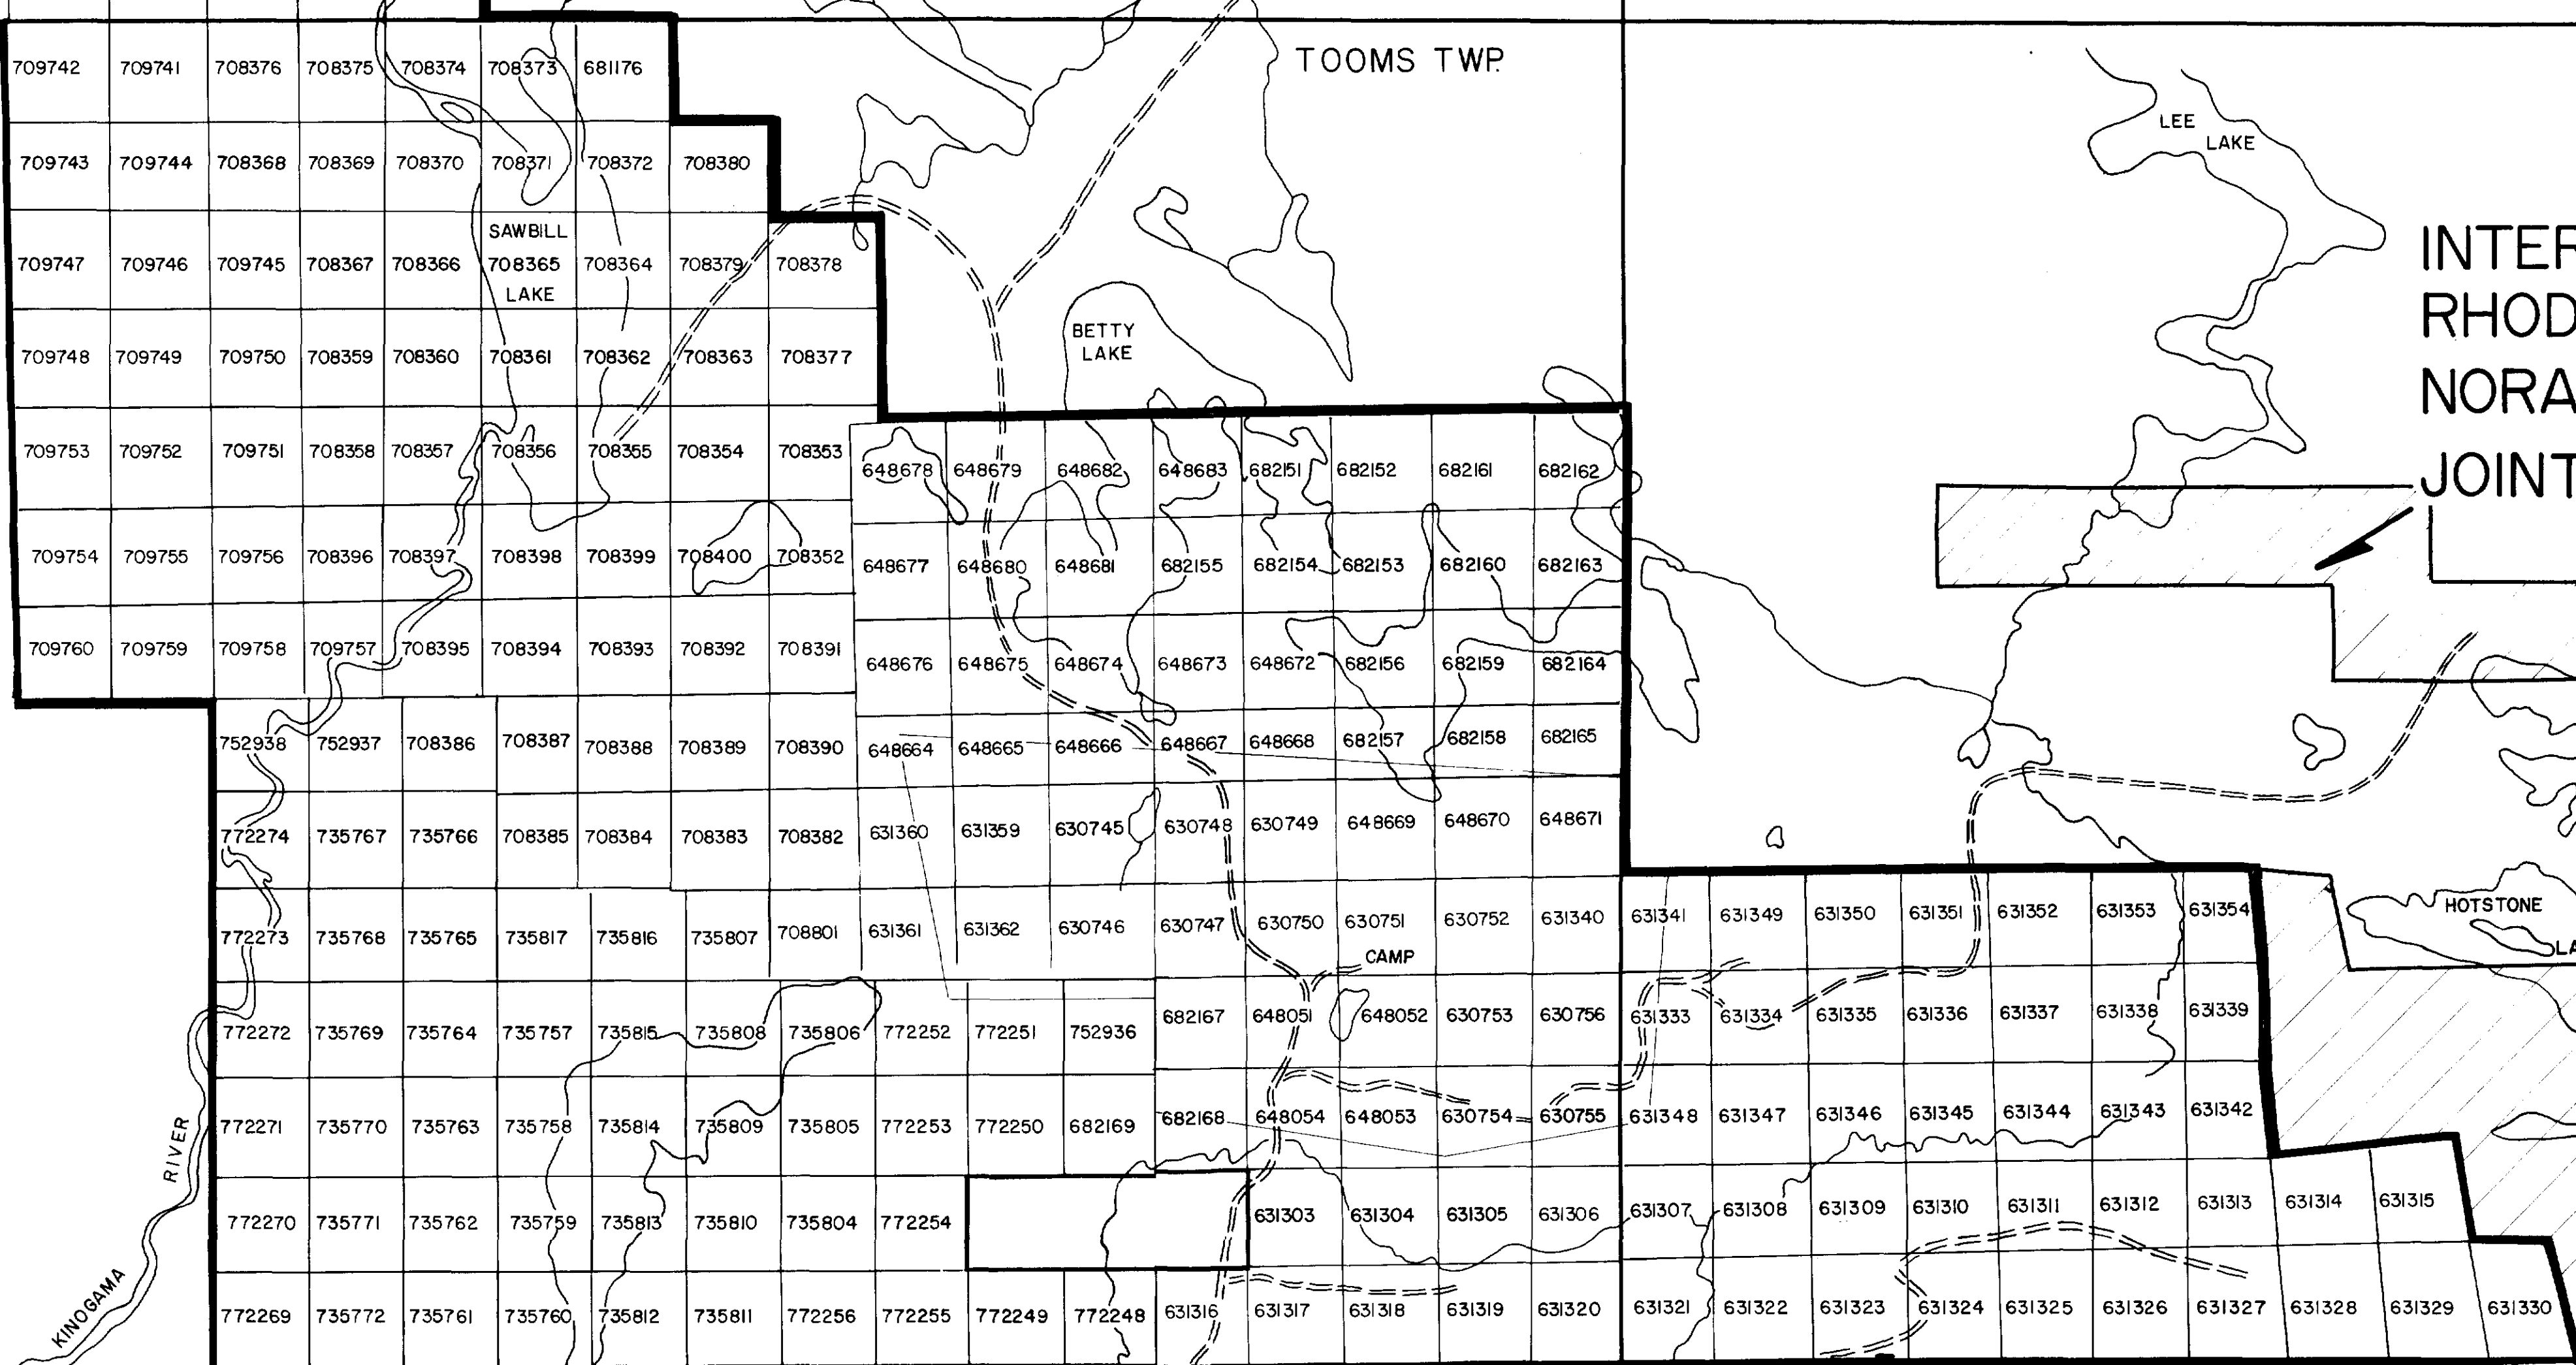 TOOMS TWP.
709742 709741 708376 708375 708374 708373 681176
LEE
LAKE
709743 709744 708368 708369 708370 708371 708372 708380
SAWBILL
INTER
709747 709746 709745 708367 708366 708365 708364 708379 708378
LAKE
RHOD
BETTY
LAKE
709748 709749 709750 708359 708360 708361 708362 708363 708377
NORA
709753 709752 709751 708358 708357 708356 708355 708354 708353
648678 648679 648682 648683 682151 682152 682161 682162
JOINT
709754 709755 709756 708396 708397 708398 708399 708400 708352
648677 648680 648681 682155 682154 682153 682160 682163
709760 709759 709758 709757 708395 708394 708393 708392 708391
648676 648675 648674 648673 648672 682156 682159 682164
752938 752937 708386 708387 708388 708389 708390 648664 648665 648666 648667 648668 682157 682158 682165
772274 735767 735766 708385 708384 708383 708382 631360 631359 630745 630748 630749 648669 648670 648671
772273 735768 735765 735817 735816 735807 708801 631361 631362 630746 630747 630750 630751 630752 631340 631341 631349 631350 631351 631352 631353 631354
HOTSTONE
LA
CAMP
772272 735769 735764 735757 735815 735808 735806 772252 772251 752936 682167 648051 648052 630753 630756 631333 631334 631335 631336 631337 631338 631339
772271 735770 735763 735758 735814 735809 735805 772253 772250 682169 682168 648054 648053 630754 630755 631348 631347 631346 631345 631344 631343 631342
772270 735771 735762 735759 735813 735810 735804 772254 631303 631304 631305 631306 631307 631308 631309 631310 631311 631312 631313 631314 631315
KINOGAMA RIVER
772269 735772 735761 735760 735812 735811 772256 772255 772249 772248 631316 631317 631318 631319 631320 631321 631322 631323 631324 631325 631326 631327 631328 631329 631330